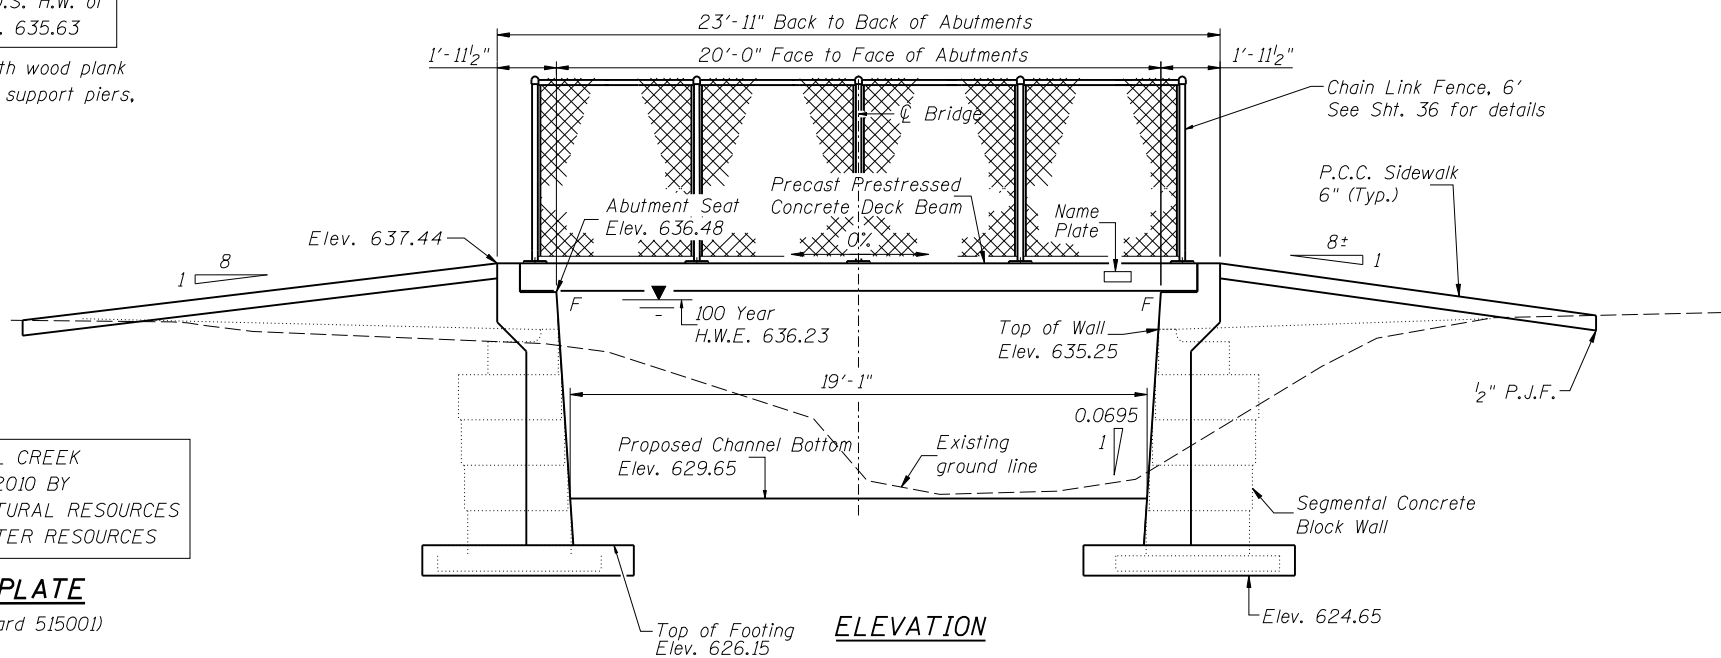 H.W. of
635.63
wood plank
support piers,
CREEK
2010 BY
RESOURCES
RESOURCES
PLATE
515001)
23'-11" Back to Back of Abutments
1'-11½"
20'-0" Face to Face of Abutments
1'-11½"
Chain Link Fence, 6'
See Sht. 36 for details
℄ Bridge
P.C.C. Sidewalk
6" (Typ.)
Precast Prestressed
Concrete Deck Beam
Abutment Seat
Elev. 636.48
Name
Plate
Elev. 637.44
0%
8
1
8±
1
F
F
100 Year
H.W.E. 636.23
Top of Wall
Elev. 635.25
19'-1"
½" P.J.F.
0.0695
1
Proposed Channel Bottom
Elev. 629.65
Existing
ground line
Segmental Concrete
Block Wall
Elev. 624.65
Top of Footing
Elev. 626.15
ELEVATION